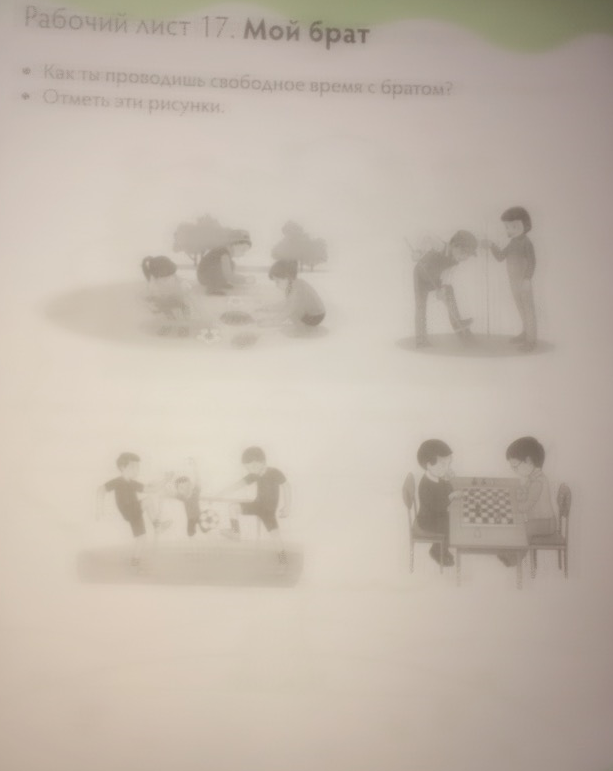 Рабочий лист 17. Мой брат
• Как ты проводишь свободное время с братом?
• Отметь эти рисунки.